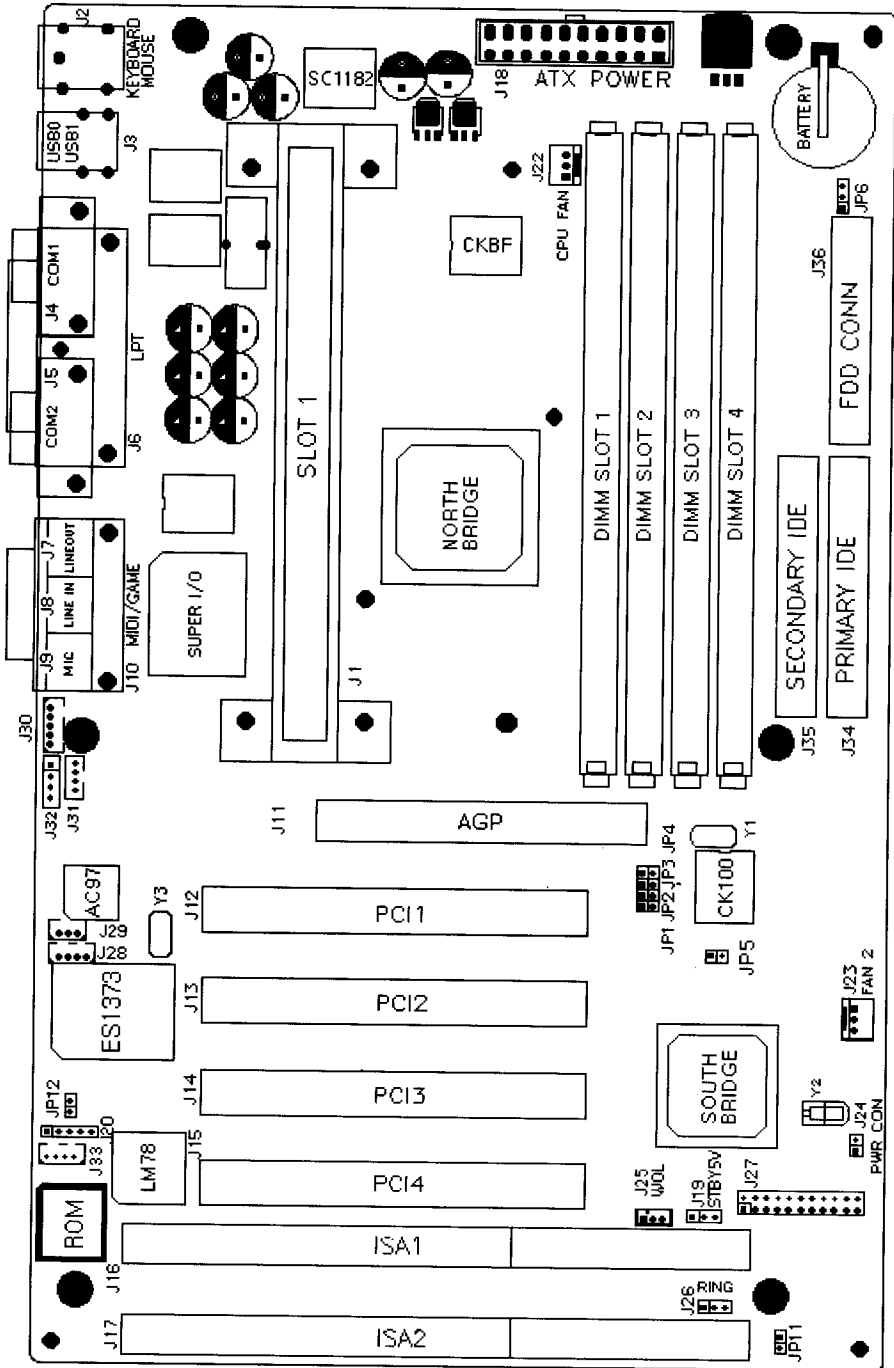 J2
KEYBOARD
MOUSE
USB0
USB1
J3
COM1
J4
LPT
J5
COM2
J6
J7
LINEOUT
J8
LINE IN
J9
MIC
J10
MIDI/GAME
SC1182
J18
ATX POWER
BATTERY
J22
CPU FAN
CKBF
JP6
J36
FDD CONN
SLOT 1
J1
SUPER I/O
NORTH
BRIDGE
DIMM SLOT 1
DIMM SLOT 2
DIMM SLOT 3
DIMM SLOT 4
SECONDARY IDE
J35
PRIMARY IDE
J34
J30
J32
J31
J11
AGP
AC97
Y3
J29
J28
ES1373
J12
PCI1
J13
PCI2
J14
PCI3
J15
PCI4
JP1
JP2
JP3
JP4
Y1
CK100
JP5
J23
FAN 2
SOUTH
BRIDGE
Y2
J24
PWR CON
JP12
J20
J33
LM78
ROM
J25
WOL
J19
STBY5V
J27
J16
ISA1
J26
RING
J17
ISA2
JP11